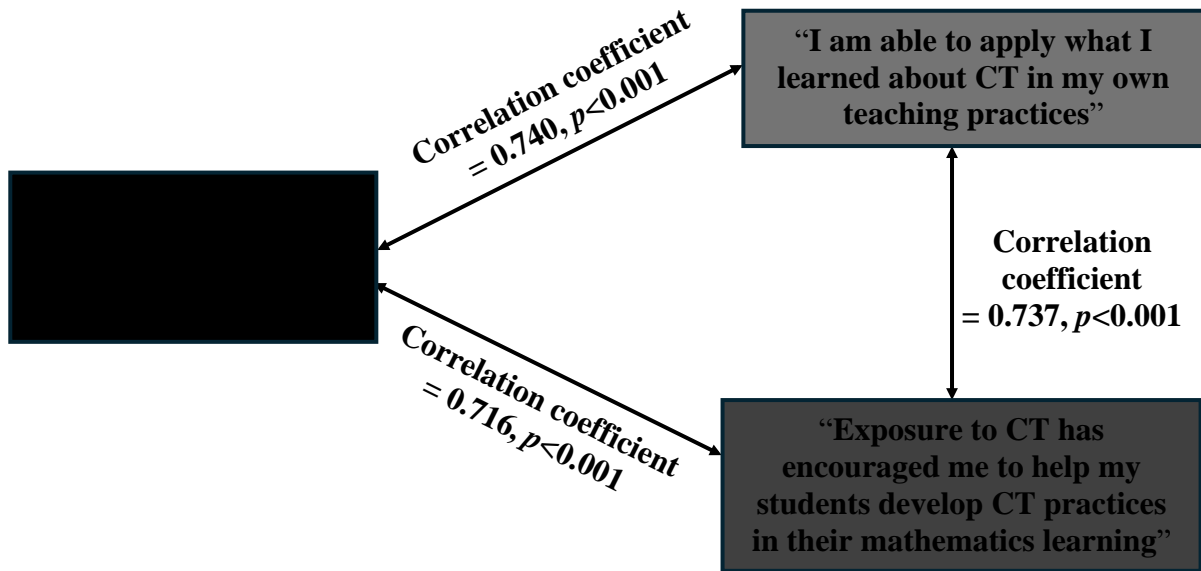 “I am able to apply what I
learned about CT in my own
teaching practices”
Correlation coefficient
= 0.740, p<0.001
Correlation
coefficient
= 0.737, p<0.001
Correlation coefficient
= 0.716, p<0.001
“Exposure to CT has
encouraged me to help my
students develop CT practices
in their mathematics learning”